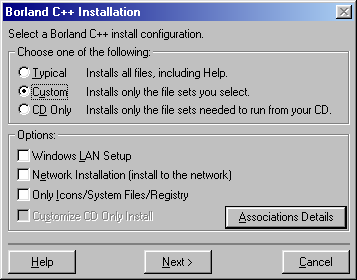 Borland C++ Installation
Select a Borland C++ install configuration.
Choose one of the following:
Typical Installs all files, including Help.
Custom Installs only the file sets you select.
CD Only Installs only the file sets needed to run from your CD.
Options:
Windows LAN Setup
Network Installation (install to the network)
Only Icons/System Files/Registry
Customize CD Only Install
Associations Details
Help Next > Cancel